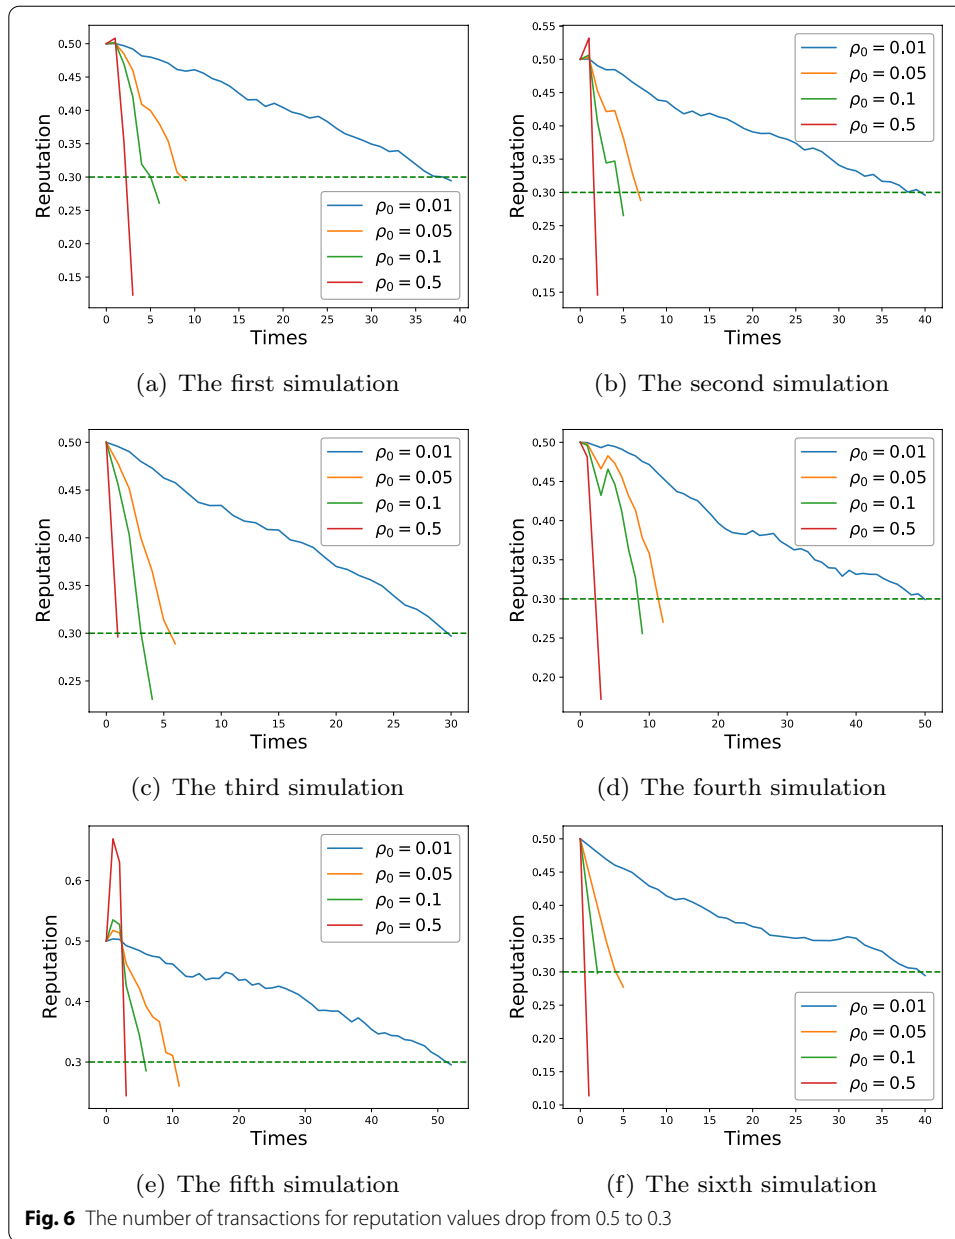 0.50
0.45
0.40
0.35
0.30
0.25
0.20
0.15
Reputation
0 5 10 15 20 25 30 35 40
Times
ρ0 = 0.01
ρ0 = 0.05
ρ0 = 0.1
ρ0 = 0.5
(a) The first simulation
0.55
0.50
0.45
0.40
0.35
0.30
0.25
0.20
0.15
Reputation
0 5 10 15 20 25 30 35 40
Times
ρ0 = 0.01
ρ0 = 0.05
ρ0 = 0.1
ρ0 = 0.5
(b) The second simulation
0.50
0.45
0.40
0.35
0.30
0.25
Reputation
0 5 10 15 20 25 30
Times
ρ0 = 0.01
ρ0 = 0.05
ρ0 = 0.1
ρ0 = 0.5
(c) The third simulation
0.50
0.45
0.40
0.35
0.30
0.25
0.20
Reputation
0 10 20 30 40 50
Times
ρ0 = 0.01
ρ0 = 0.05
ρ0 = 0.1
ρ0 = 0.5
(d) The fourth simulation
0.6
0.5
0.4
0.3
Reputation
0 10 20 30 40 50
Times
ρ0 = 0.01
ρ0 = 0.05
ρ0 = 0.1
ρ0 = 0.5
(e) The fifth simulation
0.50
0.45
0.40
0.35
0.30
0.25
0.20
0.15
0.10
Reputation
0 5 10 15 20 25 30 35 40
Times
ρ0 = 0.01
ρ0 = 0.05
ρ0 = 0.1
ρ0 = 0.5
(f) The sixth simulation
Fig. 6 The number of transactions for reputation values drop from 0.5 to 0.3